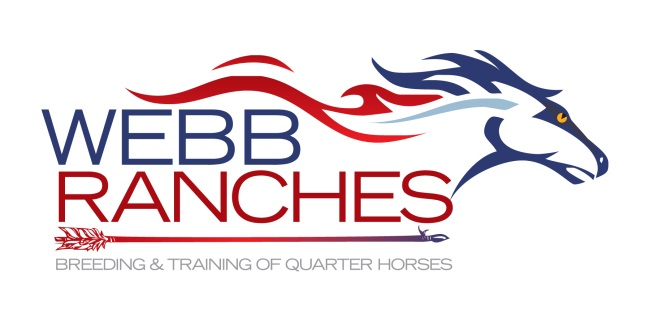 WEBB
RANCHES
BREEDING & TRAINING OF QUARTER HORSES